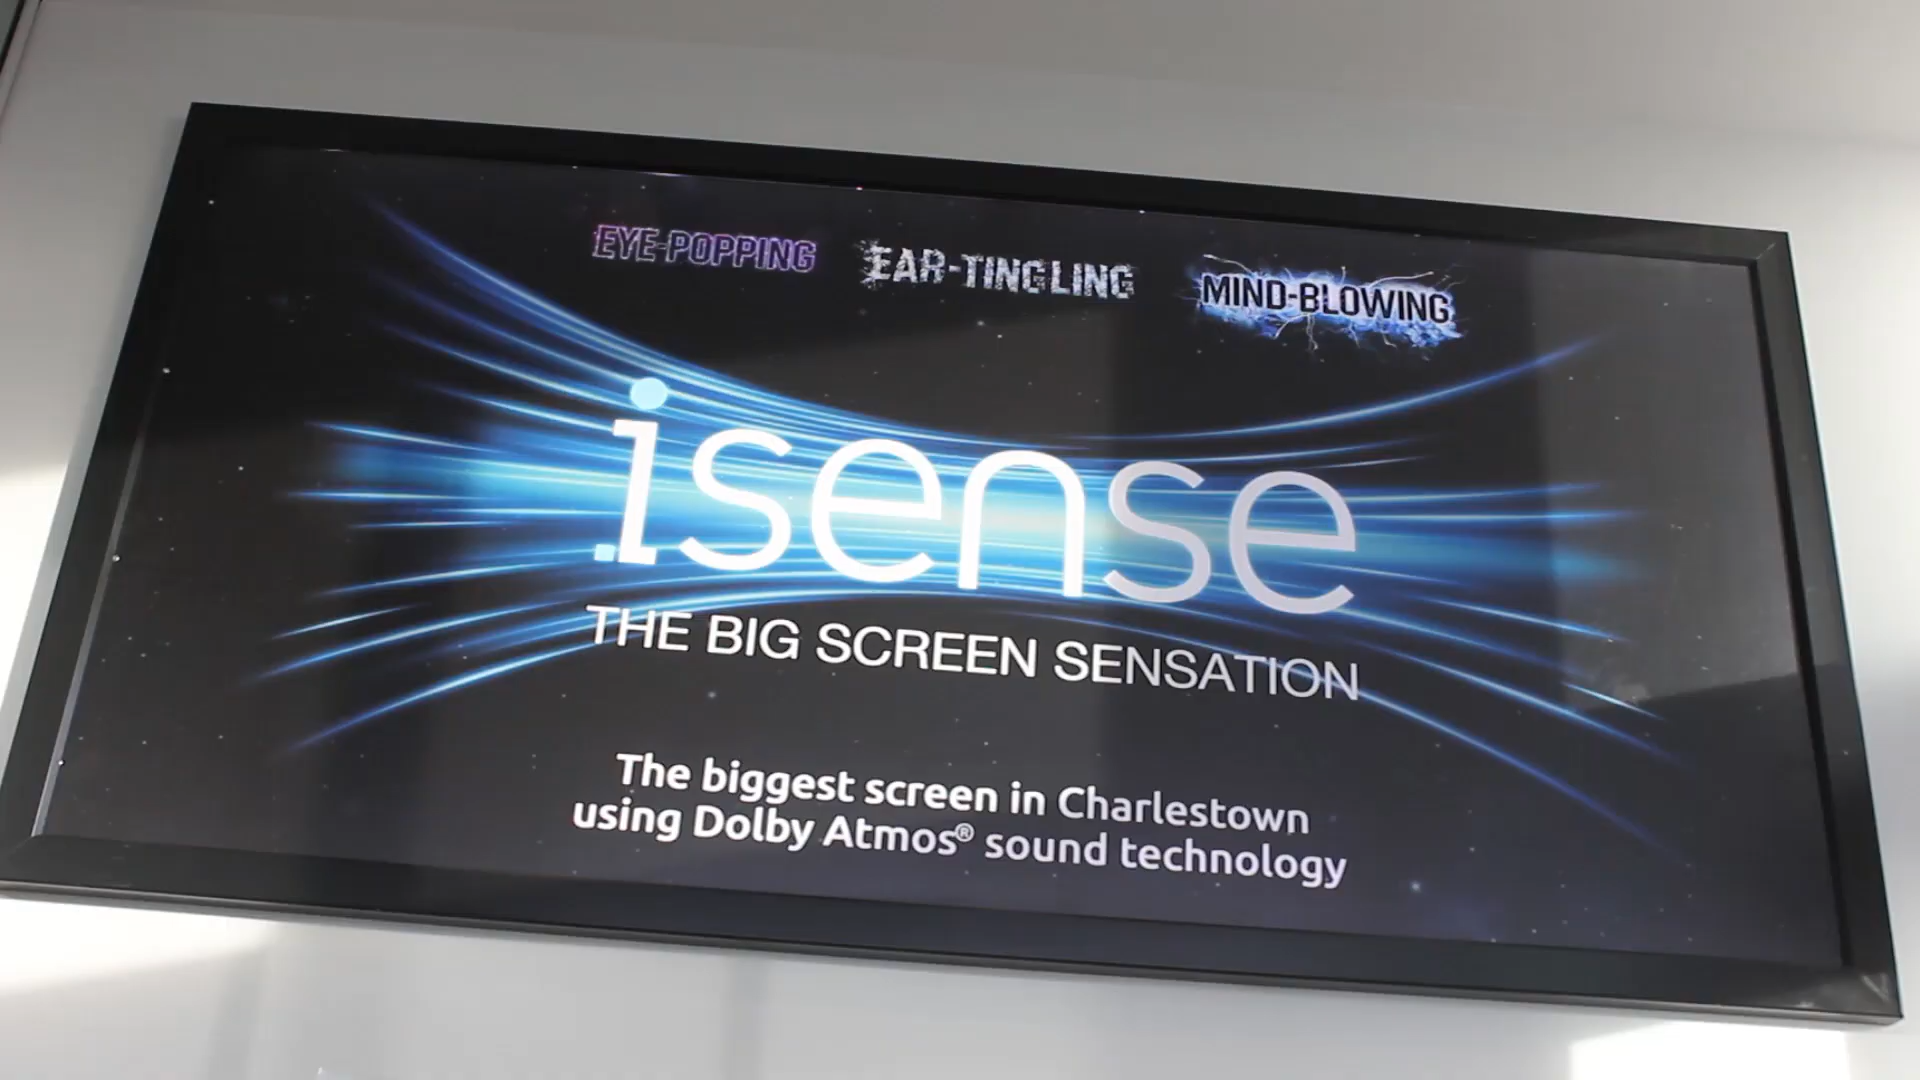 EYE-POPPING EAR-TINGLING MIND-BLOWING
isense
THE BIG SCREEN SENSATION
The biggest screen in Charlestown
using Dolby Atmos® sound technology